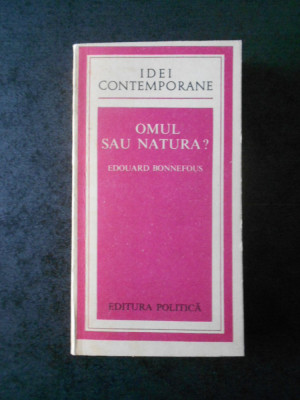 IDEI
CONTEMPORANE
OMUL
SAU NATURA?
EDOUARD BONNEFOUS
EDITURA POLITICĂ